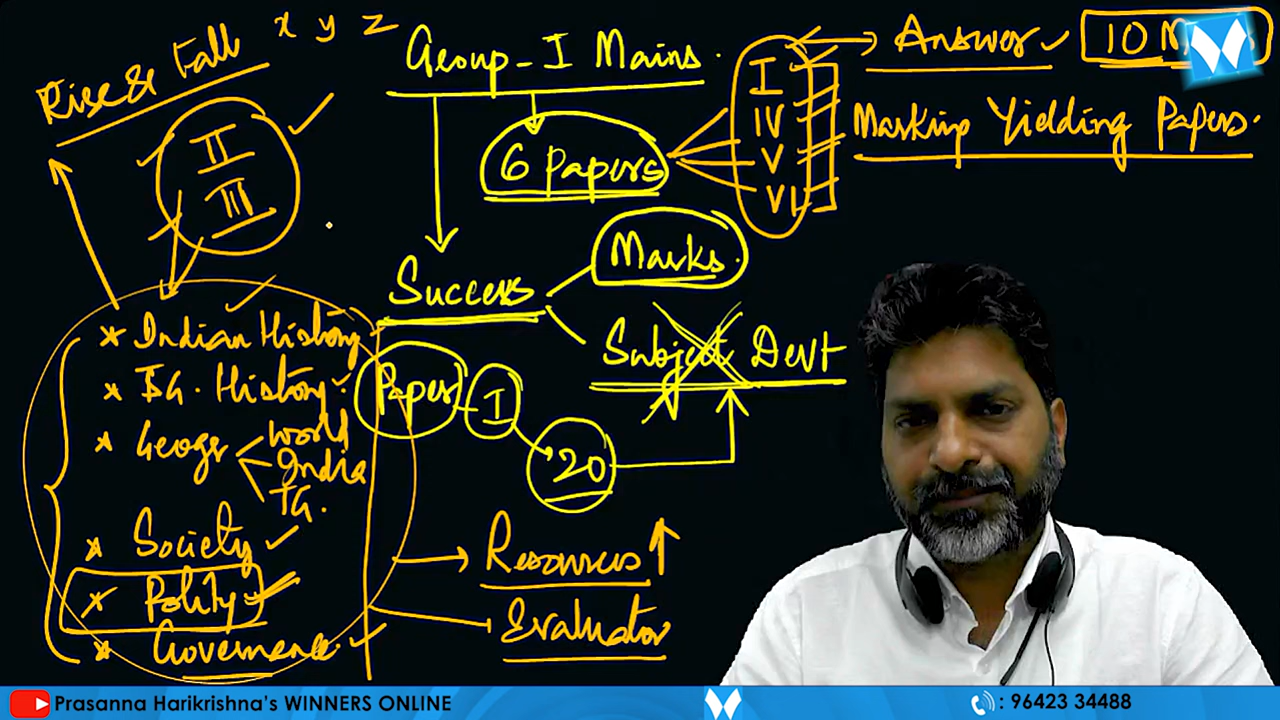 x y z
Rise & Fall
II
III
Group - I Mains.
6 Papers
I
IV
V
VI
Answer
10 M
Marking Yielding Papers.
Success
Marks.
Subject Devt
Paper - I
20
* Indian History
* TG. History
* Geogr
World
India
TG.
* Society
* Polity
* Governance
Resources ↑
Evaluator
Prasanna Harikrishna's WINNERS ONLINE
: 96423 34488